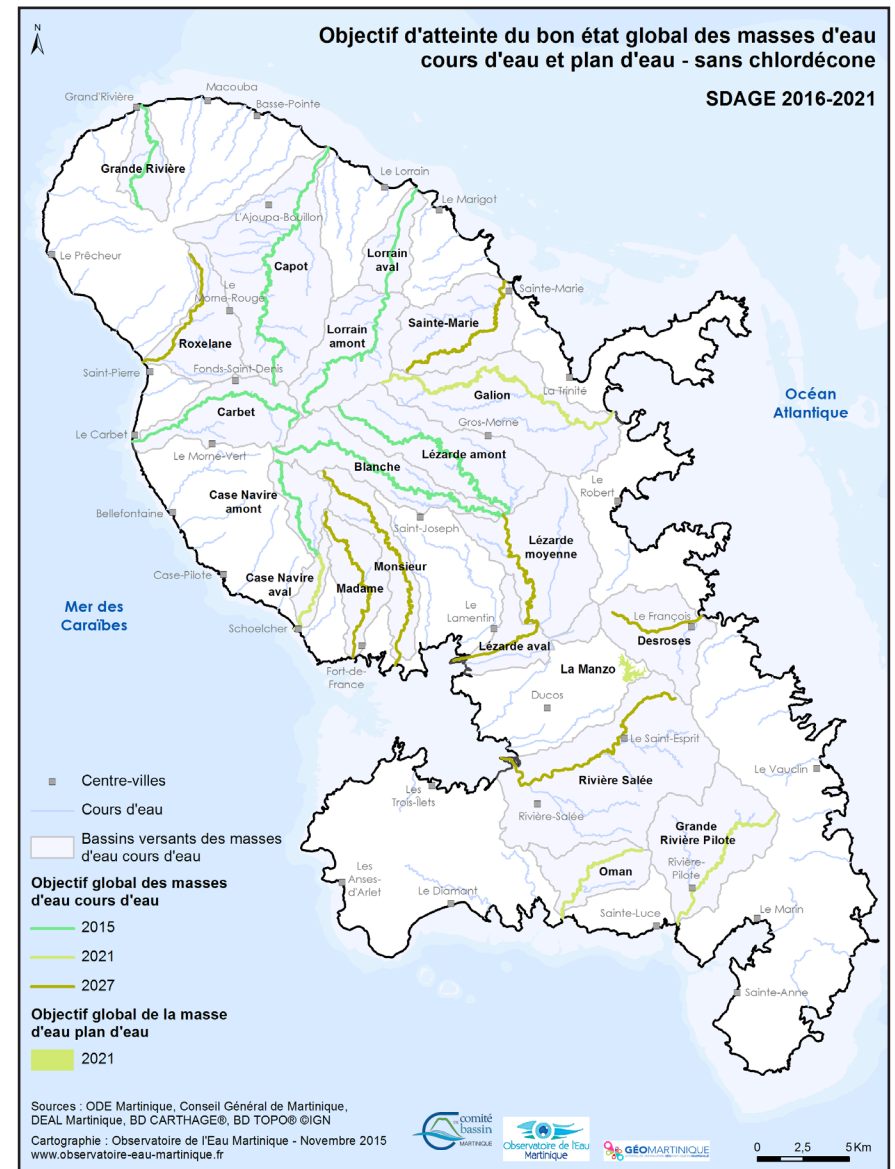 N
Objectif d'atteinte du bon état global des masses d'eau
cours d'eau et plan d'eau - sans chlordécone
SDAGE 2016-2021
Grand'Rivière
Macouba
Basse-Pointe
Grande Rivière
Le Lorrain
L'Ajoupa-Bouillon
Le Marigot
Le Prêcheur
Capot
Lorrain
aval
Le
Morne-Rouge
Sainte-Marie
Sainte-Marie
Lorrain
amont
Roxelane
Saint-Pierre
Fonds-Saint-Denis
La Trinité
Galion
Océan
Atlantique
Carbet
Le Carbet
Gros-Morne
Le Morne-Vert
Lézarde amont
Blanche
Le
Robert
Case Navire
amont
Bellefontaine
Saint-Joseph
Lézarde
moyenne
Case-Pilote
Case Navire
aval
Monsieur
Madame
Mer des
Caraïbes
Le
Lamentin
Le François
Schoelcher
Desroses
Lézarde aval
Fort-de-
France
La Manzo
Ducos
Le Saint-Esprit
Le Vauclin
Rivière Salée
Les
Trois-îlets
Rivière-Salée
Grande
Rivière Pilote
Les
Anses-
d'Arlet
Oman
Rivière-
Pilote
Le Diamant
Sainte-Luce
Le Marin
Sainte-Anne
Centre-villes
Cours d'eau
Bassins versants des masses
d'eau cours d'eau
Objectif global des masses
d'eau cours d'eau
2015
2021
2027
Objectif global de la masse
d'eau plan d'eau
2021
Sources : ODE Martinique, Conseil Général de Martinique,
DEAL Martinique, BD CARTHAGE®, BD TOPO® ©IGN
Cartographie : Observatoire de l'Eau Martinique - Novembre 2015
www.observatoire-eau-martinique.fr
comité
de bassin
MARTINIQUE
Observatoire de l'Eau
Martinique
GÉOMARTINIQUE
0 2,5 5 Km